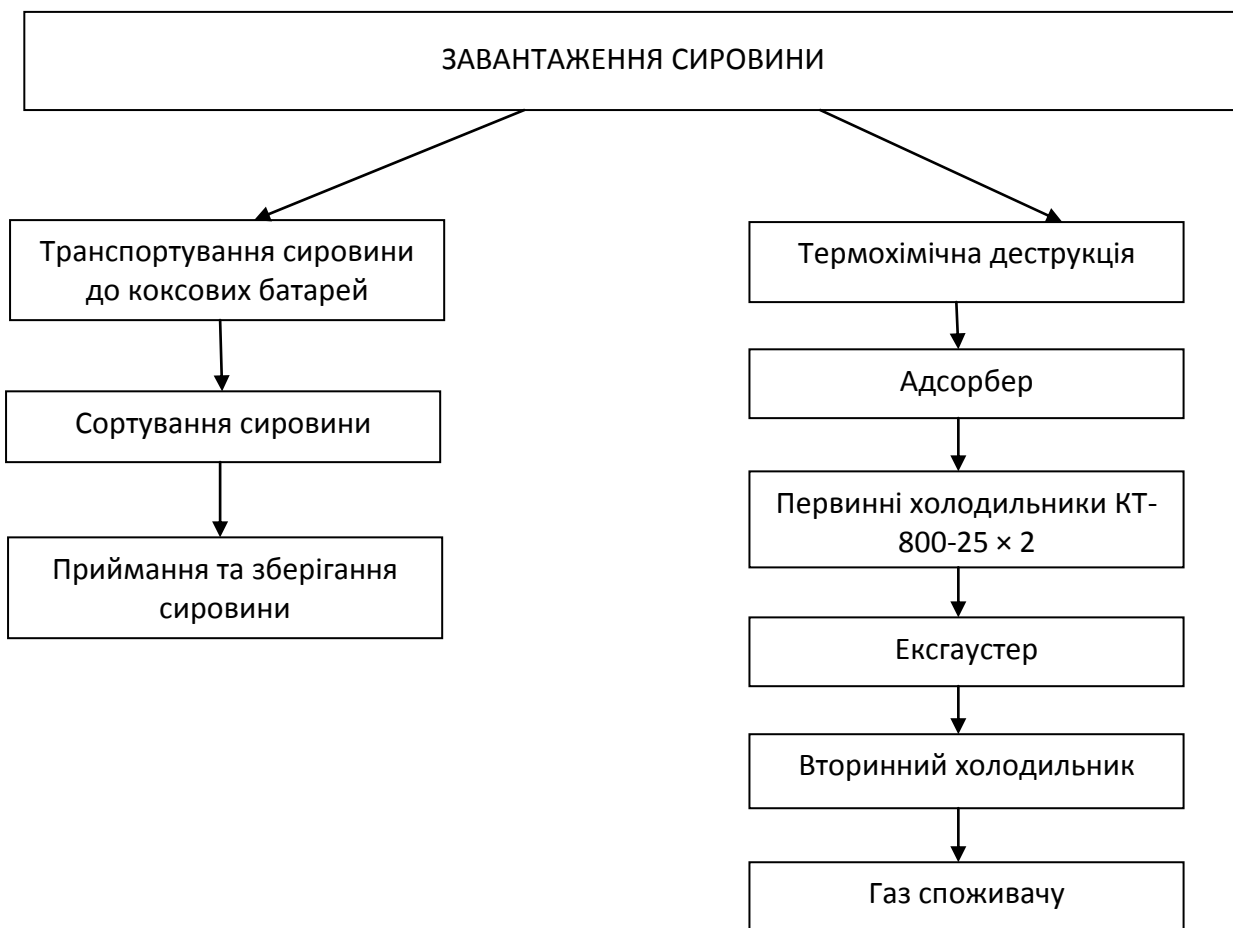 ЗАВАНТАЖЕННЯ СИРОВИНИ
Транспортування сировини
до коксових батарей
Сортування сировини
Приймання та зберігання
сировини
Термохімічна деструкція
Адсорбер
Первинні холодильники КТ-
800-25 × 2
Ексгаустер
Вторинний холодильник
Газ споживачу